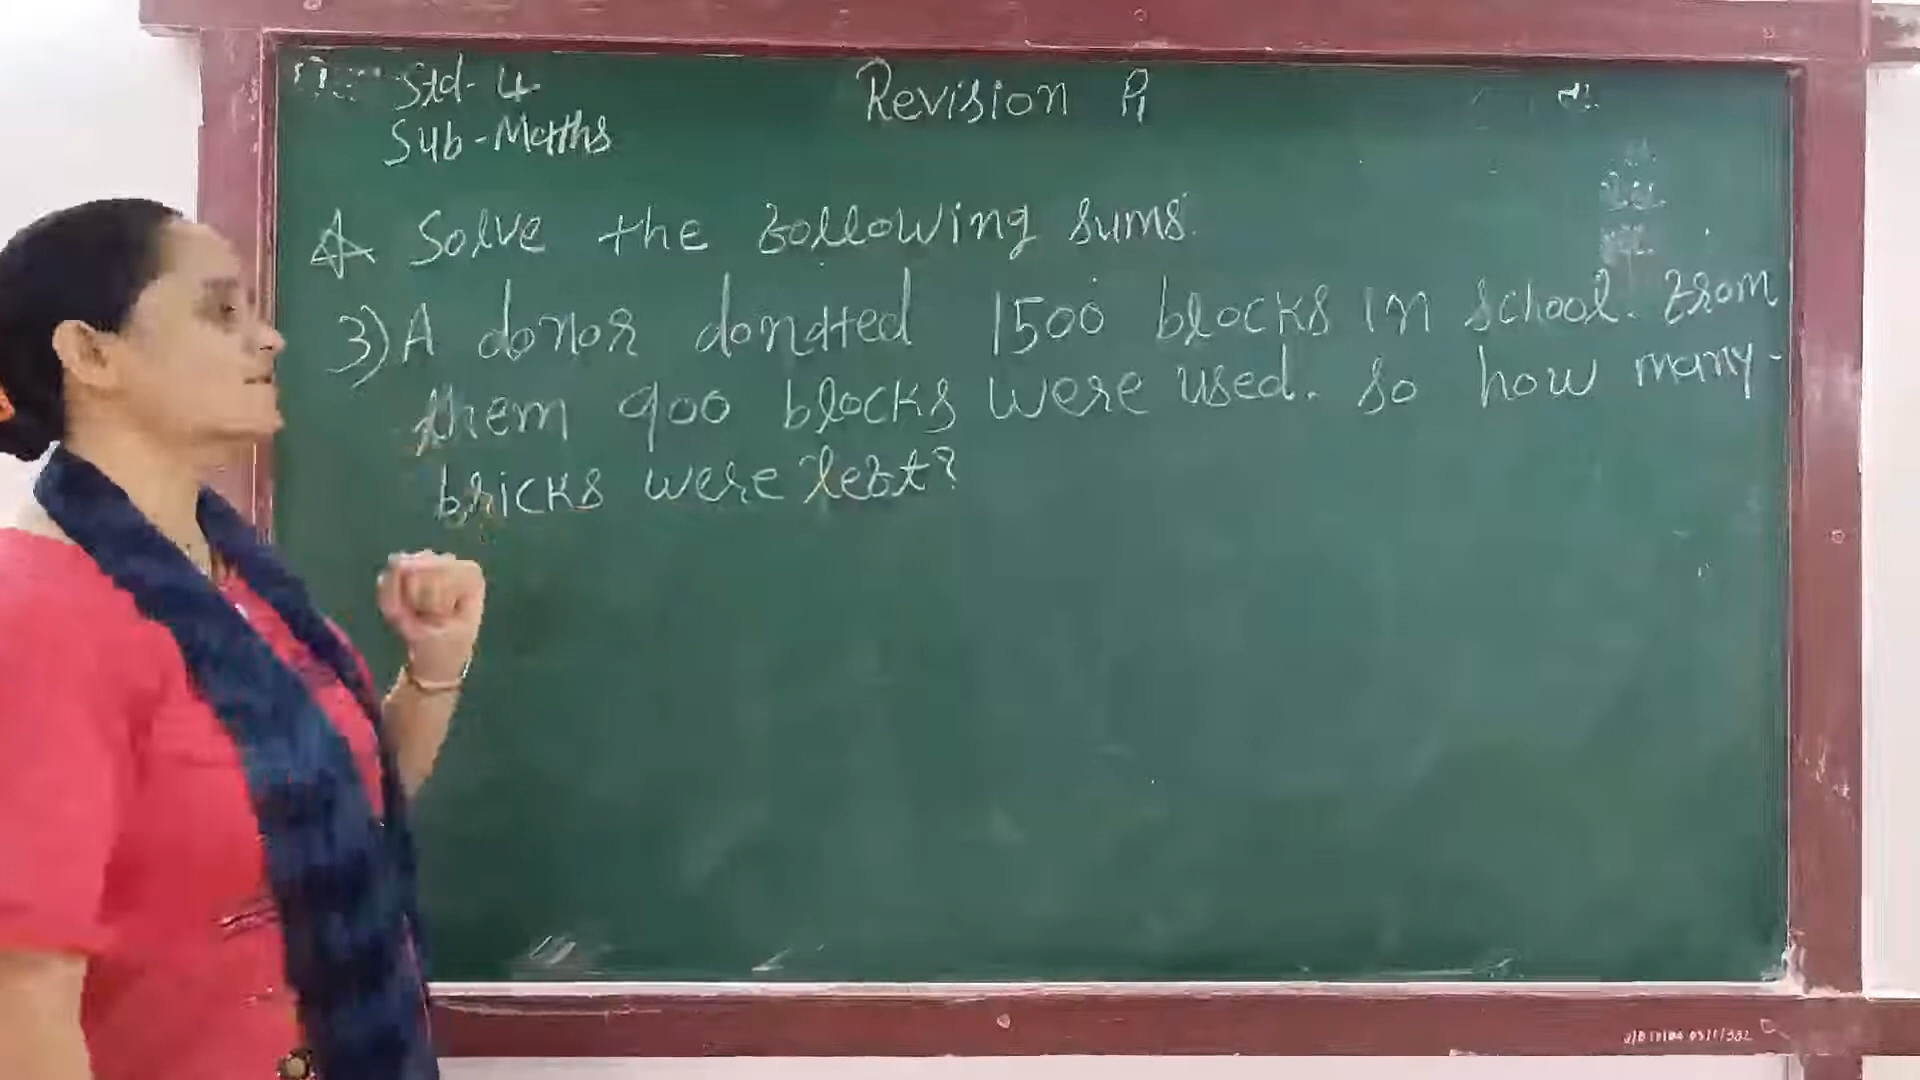 Std-4
Sub-Maths
Revision P1
Solve the following sums.
3) A donor donated 1500 blocks in school. From
them 900 blocks were used. so how many-
bricks were left?